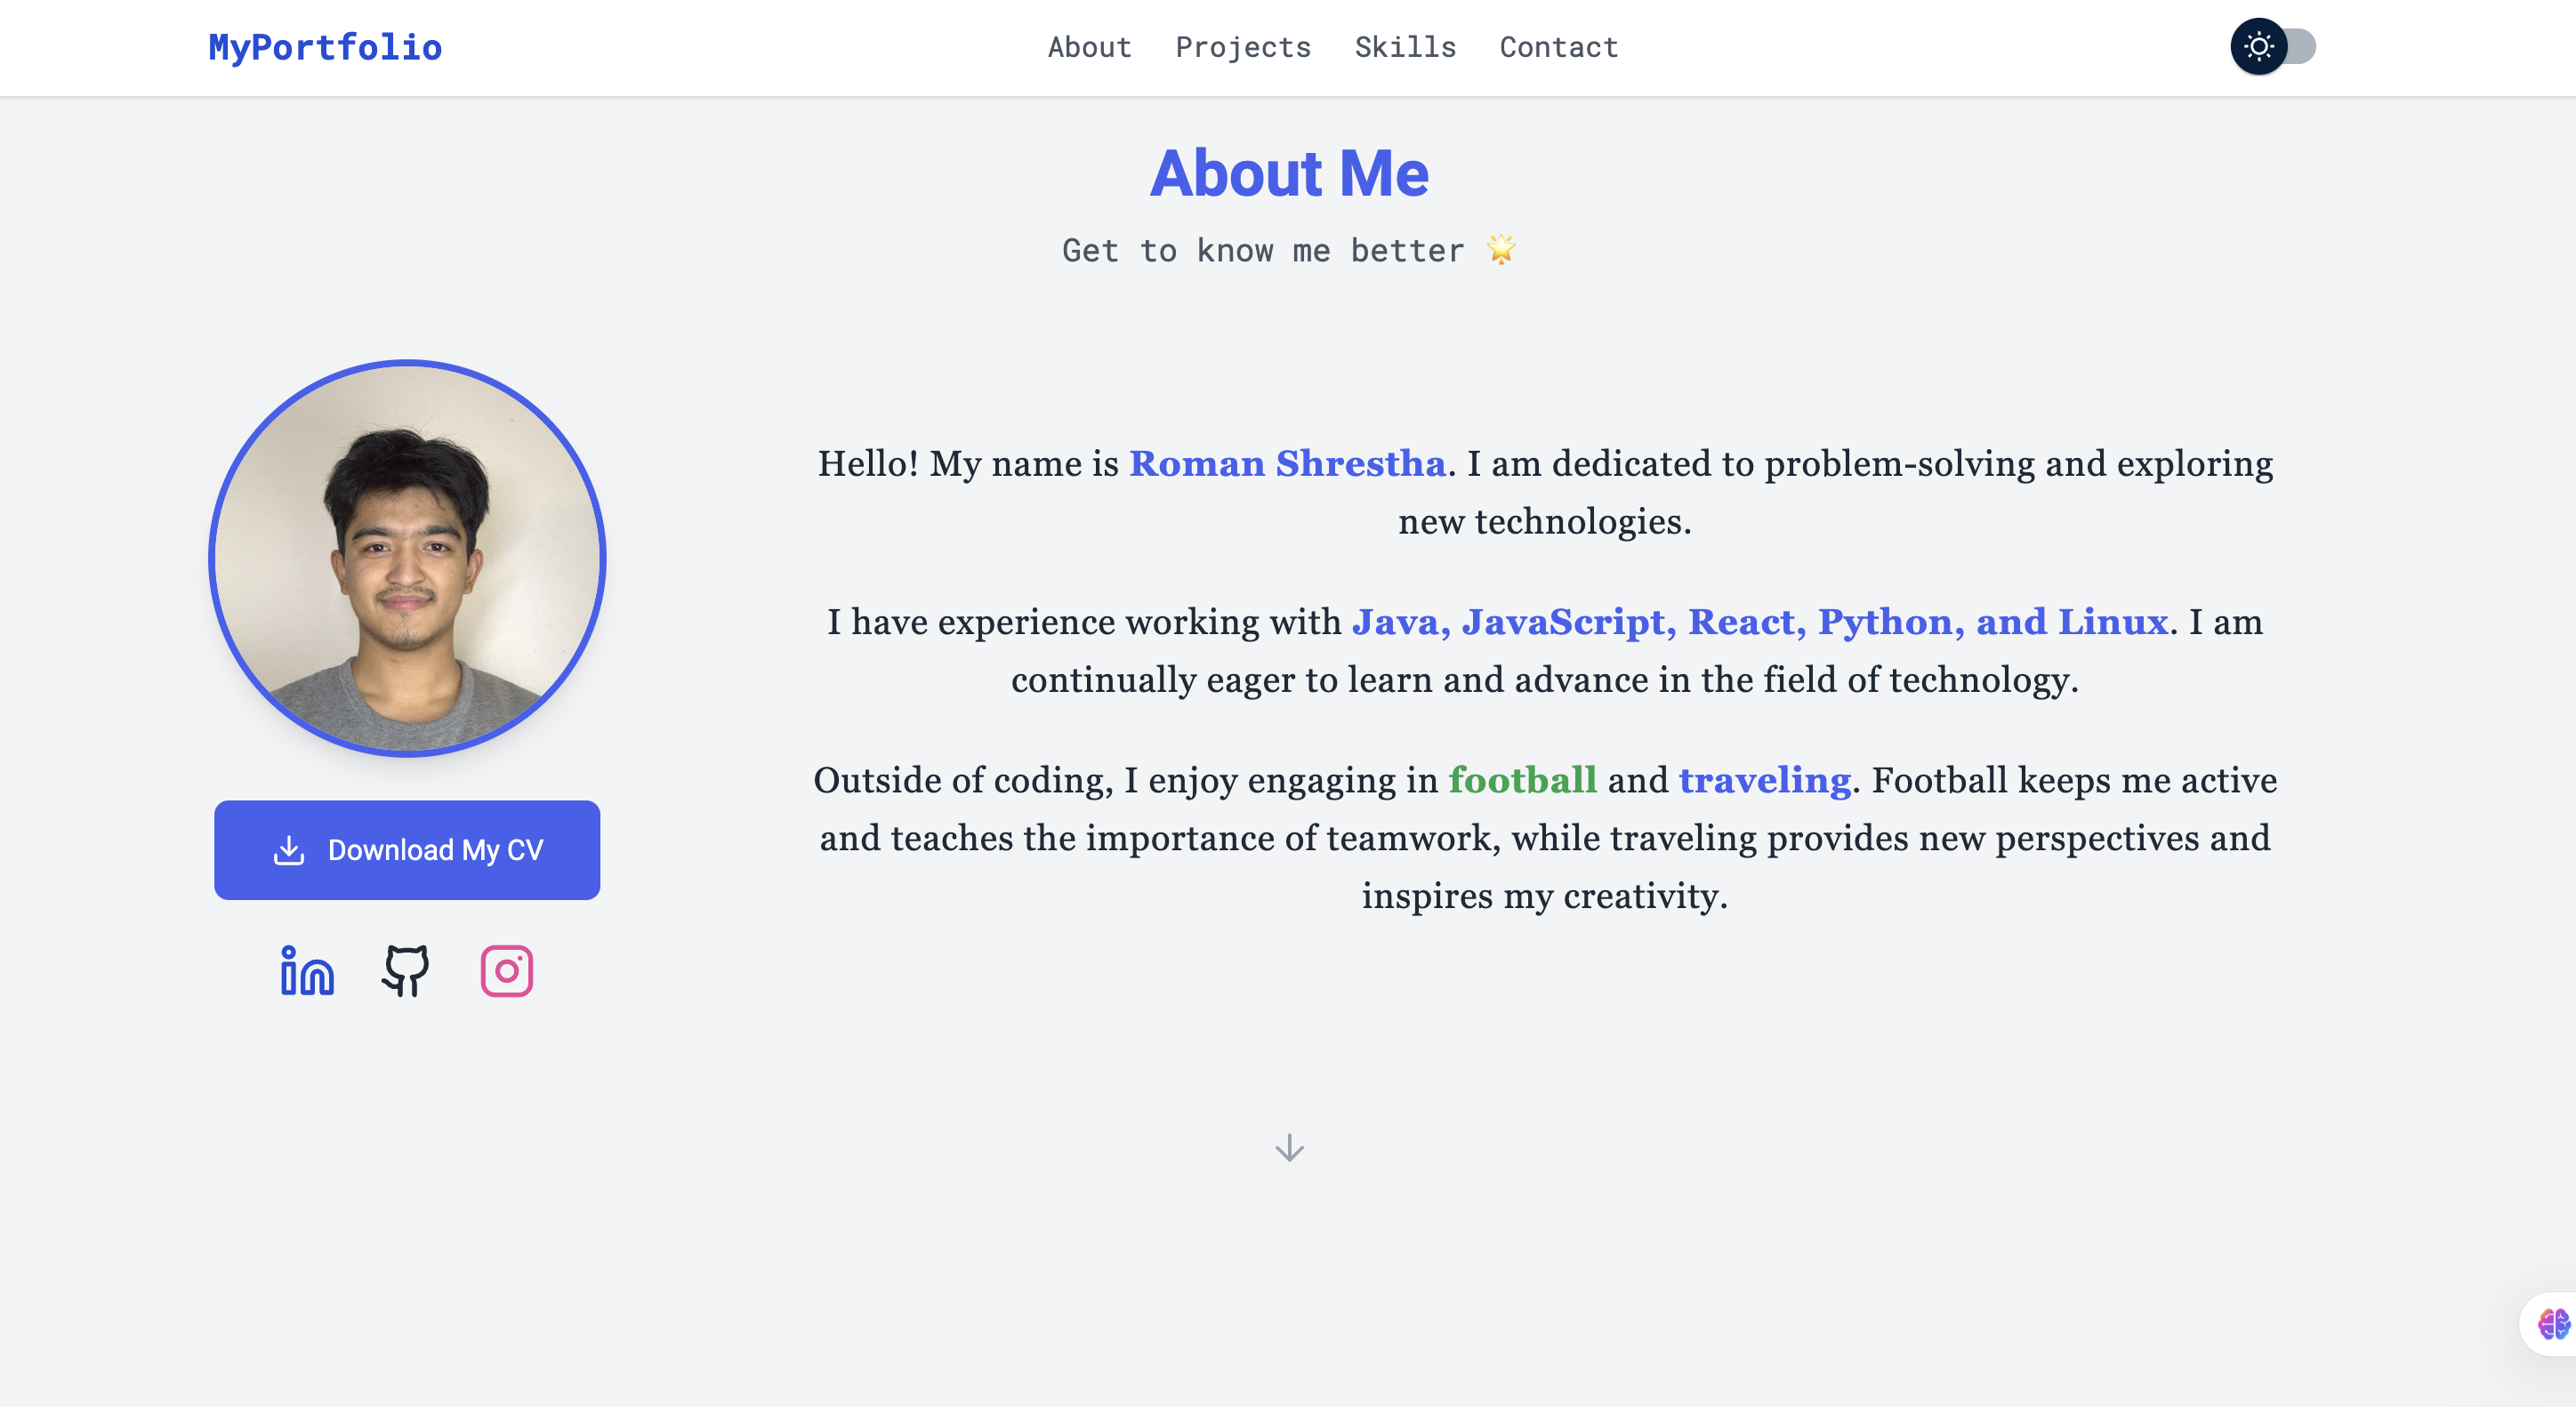 MyPortfolio
About Projects Skills Contact
About Me
Get to know me better 🌟
Hello! My name is Roman Shrestha. I am dedicated to problem-solving and exploring
new technologies.
I have experience working with Java, JavaScript, React, Python, and Linux. I am
continually eager to learn and advance in the field of technology.
Outside of coding, I enjoy engaging in football and traveling. Football keeps me active
and teaches the importance of teamwork, while traveling provides new perspectives and
inspires my creativity.
Download My CV
in